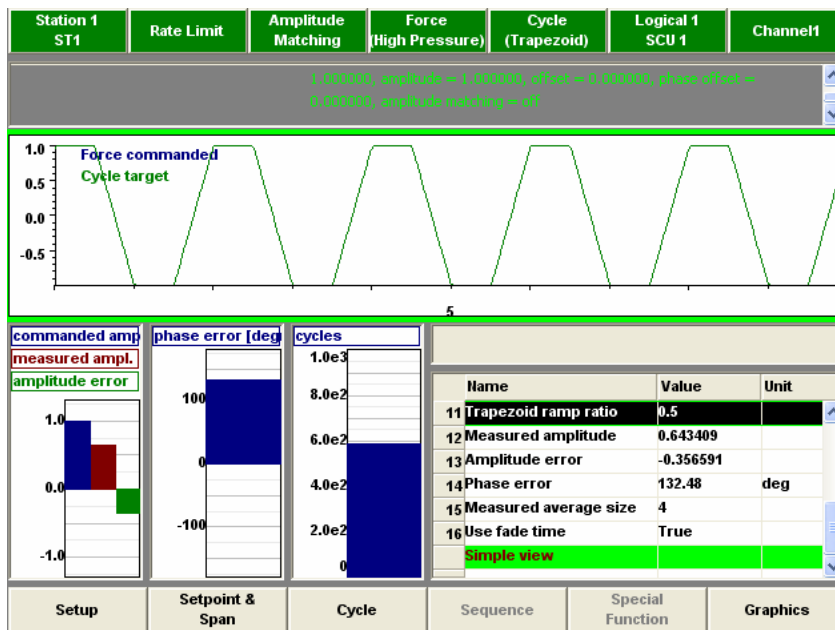 Station 1
ST1
Rate Limit
Amplitude
Matching
Force
(High Pressure)
Cycle
(Trapezoid)
Logical 1
SCU 1
Channel1
1.000000, amplitude = 1.000000, offset = 0.000000, phase offset =
0.000000, amplitude matching = off
Force commanded
Cycle target
1.0
0.5
0.0
-0.5
5
commanded amp
measured ampl.
amplitude error
1.0
0.0
-1.0
phase error [deg
100
0
-100
cycles
1.0e3
8.0e2
6.0e2
4.0e2
2.0e2
0
Name Value Unit
11 Trapezoid ramp ratio 0.5
12 Measured amplitude 0.643409
13 Amplitude error -0.356591
14 Phase error 132.48 deg
15 Measured average size 4
16 Use fade time True
Simple view
Setup
Setpoint &
Span
Cycle
Sequence
Special
Function
Graphics